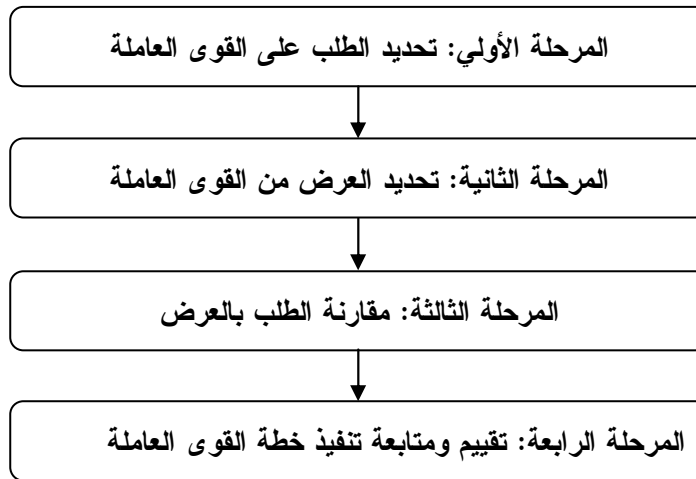 المرحلة الأولي: تحديد الطلب على القوى العاملة
المرحلة الثانية: تحديد العرض من القوى العاملة
المرحلة الثالثة: مقارنة الطلب بالعرض
المرحلة الرابعة: تقييم ومتابعة تنفيذ خطة القوى العاملة